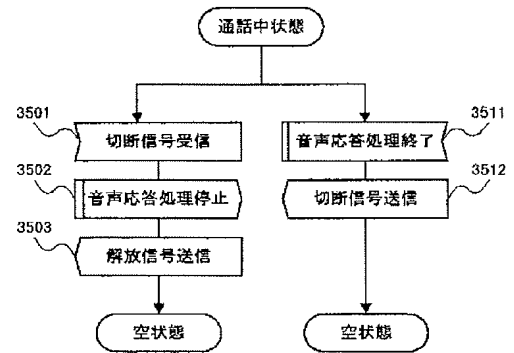 通話中状態
3501
切断信号受信
3502
音声応答処理停止
3503
解放信号送信
空状態
音声応答処理終了
3511
切断信号送信
3512
空状態